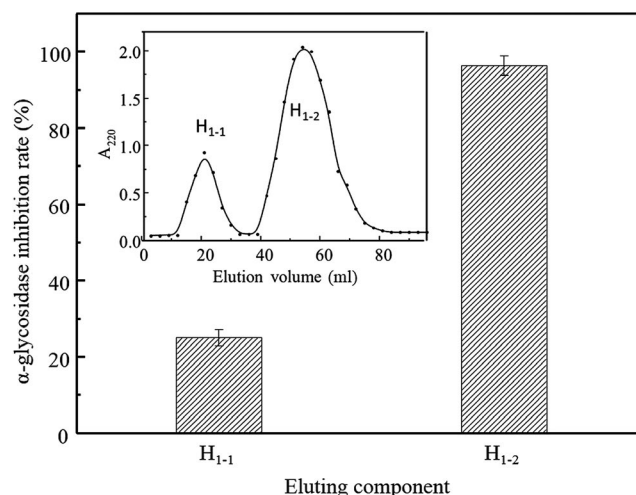 α-glycosidase inhibition rate (%)
100
80
60
40
20
0
A220
2.0
1.5
1.0
0.5
0.0
H1-1
H1-2
0 20 40 60 80
Elution volume (ml)
H1-1 H1-2
Eluting component